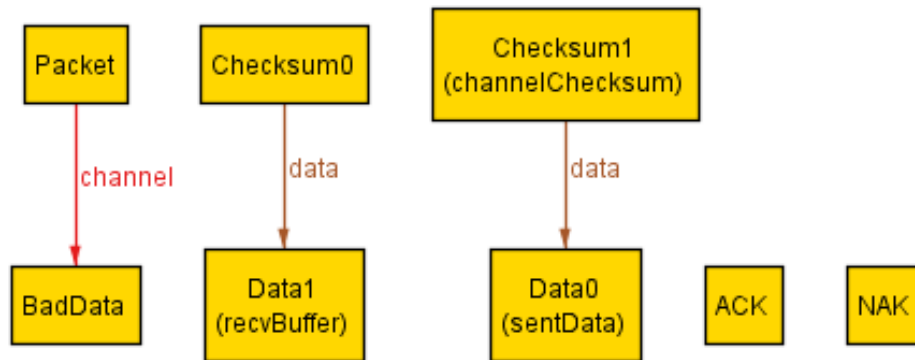 Packet
Checksum0
Checksum1
(channelChecksum)
channel
data
data
BadData
Data1
(recvBuffer)
Data0
(sentData)
ACK
NAK